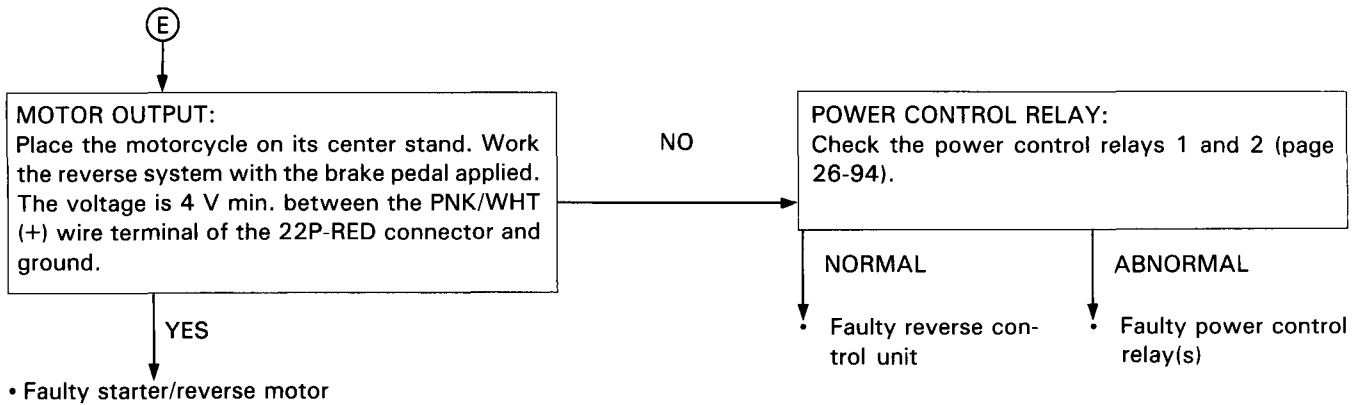 E
MOTOR OUTPUT:
Place the motorcycle on its center stand. Work
the reverse system with the brake pedal applied.
The voltage is 4 V min. between the PNK/WHT
(+) wire terminal of the 22P-RED connector and
ground.
NO
POWER CONTROL RELAY:
Check the power control relays 1 and 2 (page
26-94).
YES
• Faulty starter/reverse motor
NORMAL
• Faulty reverse con-
trol unit
ABNORMAL
• Faulty power control
relay(s)